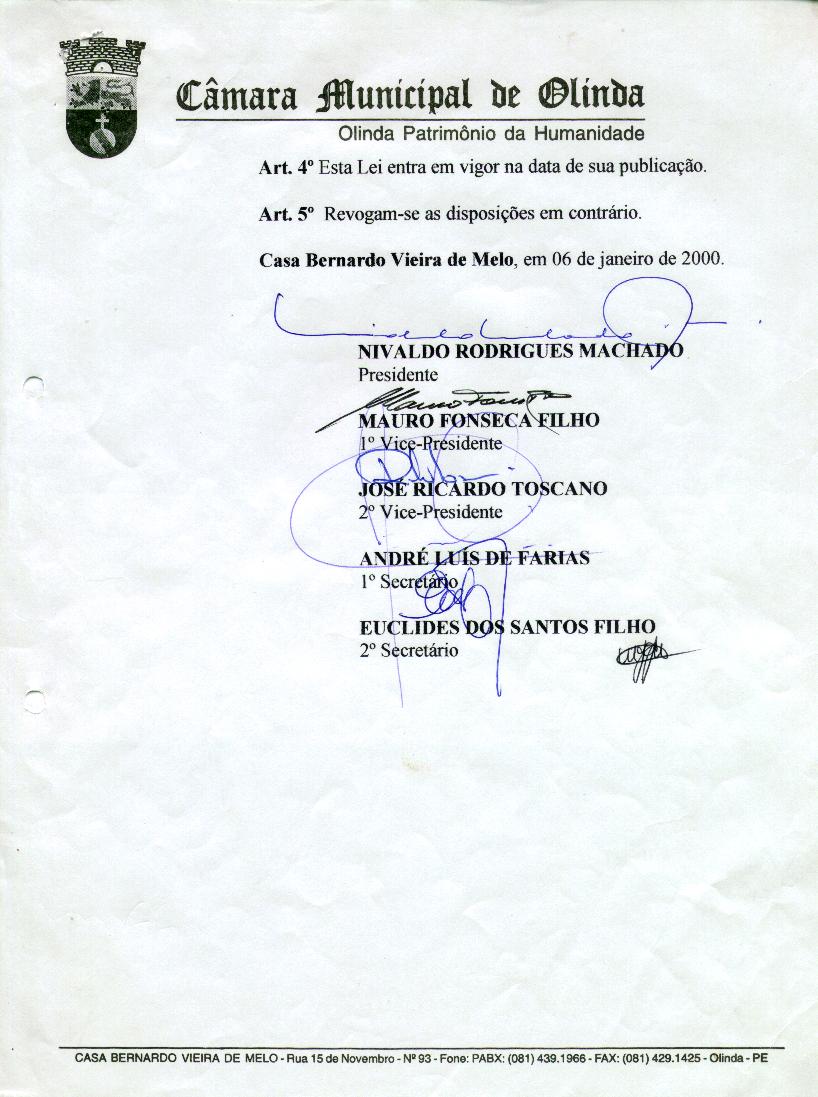 Câmara Municipal de Olinda
Olinda Patrimônio da Humanidade
Art. 4º Esta Lei entra em vigor na data de sua publicação.
Art. 5º Revogam-se as disposições em contrário.
Casa Bernardo Vieira de Melo, em 06 de janeiro de 2000.
NIVALDO RODRIGUES MACHADO
Presidente
Mauro Fonseca
MAURO FONSECA FILHO
1º Vice-Presidente
JOSÉ RICARDO TOSCANO
2º Vice-Presidente
ANDRÉ LUÍS DE FARIAS
1º Secretário
EUCLIDES DOS SANTOS FILHO
2º Secretário
CASA BERNARDO VIEIRA DE MELO - Rua 15 de Novembro - Nº 93 - Fone: PABX: (081) 439.1966 - FAX: (081) 429.1425 - Olinda - PE